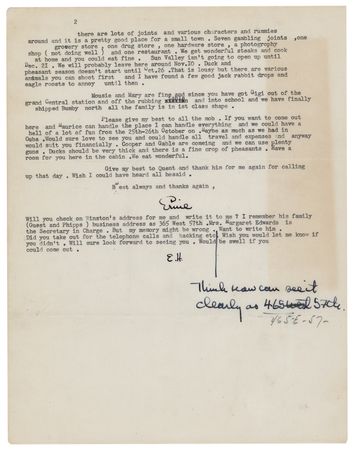 2
there are lots of joints and various characters and rummies
around and it is a pretty good place for a small town . Seven gambling joints ,one
grocery store , one drug store , one hardware store , a photography
shop ( not doing well ) and one restaurant . We get wonderful steaks and cook
at home and you could eat fine . Sun Valley isn't going to open up until
Dec. 21 . We will probably leave here around Nov.30 . Duck and
pheasant season doesn't start until Oct.26 .That is lousy but there are various
animals you can shoot first and I have found a few good jack rabbit drops and
eagle roosts to annoy until then .
Mousie and Mary are fine and since you have got Gigi out of the
grand Central station and off the rubbing and into school and we have finally
shipped Bumby north all the family is in 1st class shape .
Please give my best to all the mob . If you want to come out
here and Maurice can handle the place I can handle everything and we could have a
hell of a lot of fun from the 25th-26th October on .Maybe as much as we had in
Cuba .Would sure love to see you and could handle all travel and expenses and anyway
would suit you financially . Cooper and Gable are coming and we can use plenty
guns . Ducks should be very thick and there is a fine crop of pheasants . Have a
room for you here in the cabin .We eat wonderful .
Give my best to Quent and thank him for me again for calling
up that day . Wish I could have heard all he said .
Best always and thanks again ,
Ernie
Will you check on Winston's address for me and write it to me ? I remember his family
(Guest and Phipps ) business address as 365 West 57th .Mrs. Margaret Edwards is
the Secretary in Charge . But my memory might be wrong . Want to write him .
Did you take out for the telephone calls and hacking etc. Wish you would let me know if
you didn't . Will sure look forward to seeing you . Would be swell if you
could come out .
E.H
Think now can see it
clearly as 465 West 57th.
465-E-57-